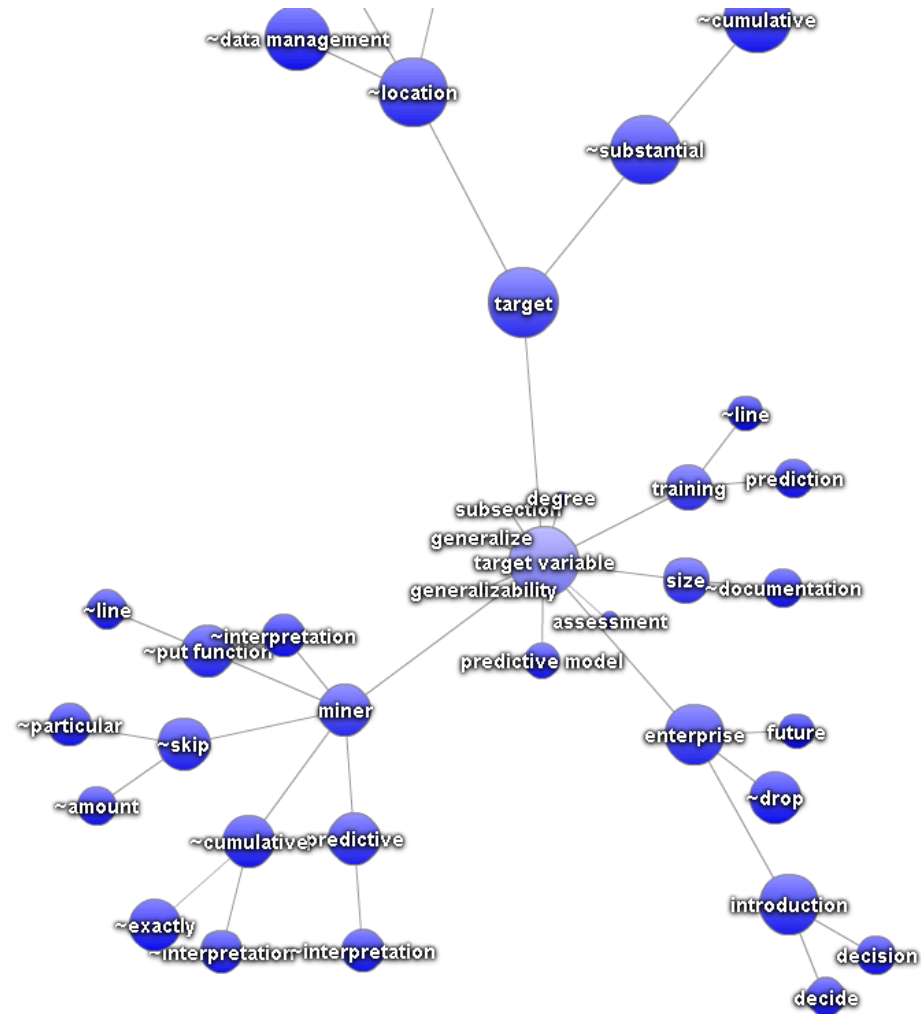 ~cumulative
~data management
~location
~substantial
target
~line
prediction
training
degree
subsection
generalize
target variable
size
~documentation
generalizability
assessment
~line
~interpretation
~put function
predictive model
miner
~particular
~skip
enterprise
future
~amount
~drop
~cumulative
predictive
introduction
~exactly
~interpretation
~interpretation
decision
decide